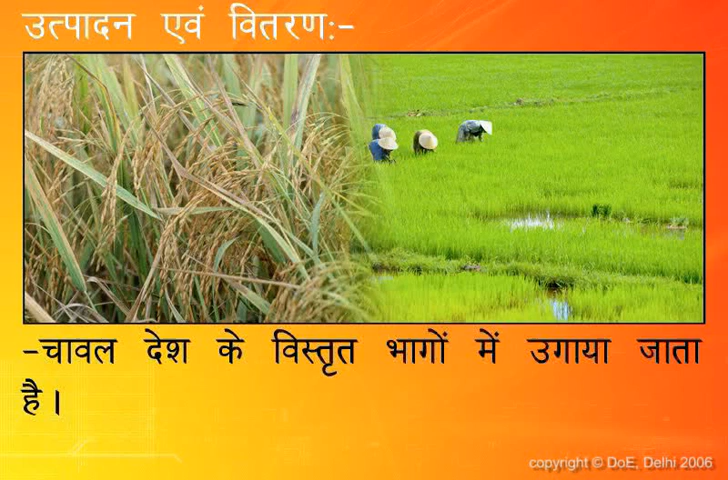 उत्पादन एवं वितरण:-
-चावल देश के विस्तृत भागों में उगाया जाता
है।
copyright © DoE, Delhi 2006